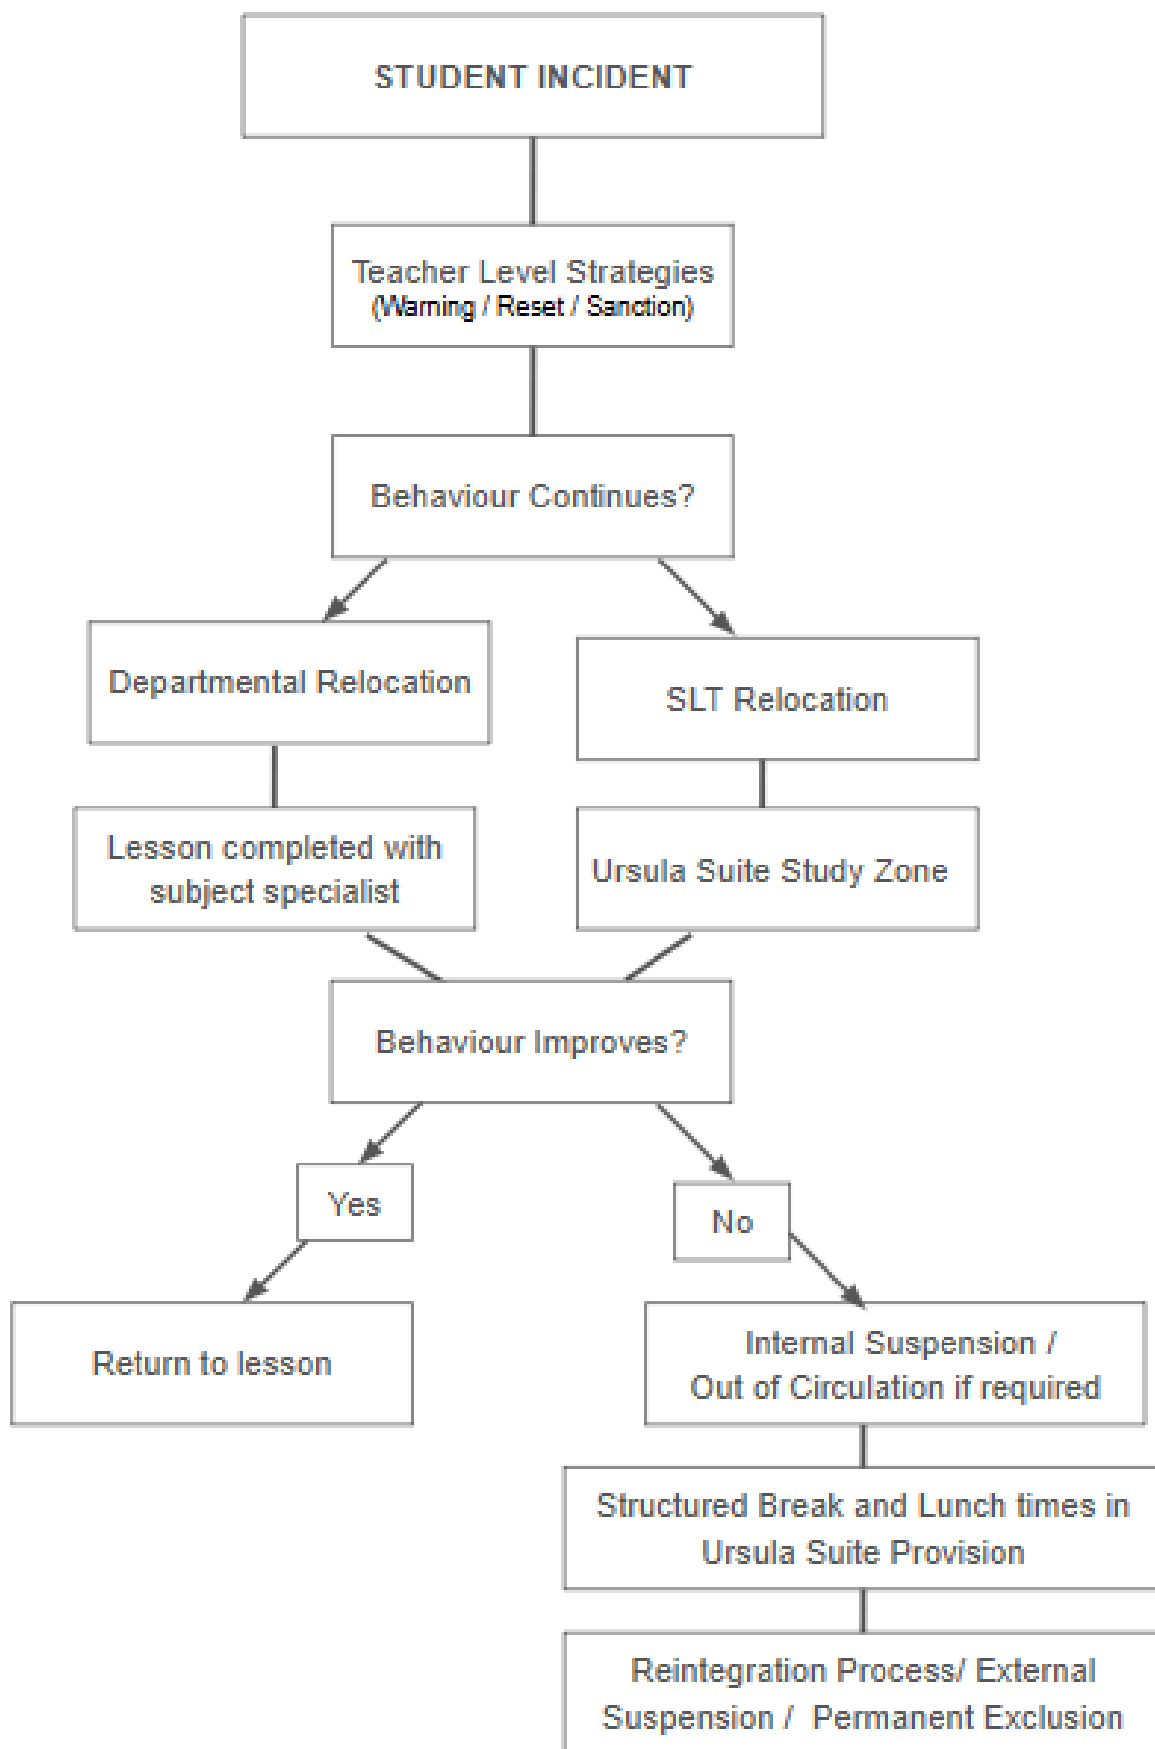 STUDENT INCIDENT
Teacher Level Strategies
(Warning / Reset / Sanction)
Behaviour Continues?
Departmental Relocation
SLT Relocation
Lesson completed with
subject specialist
Ursula Suite Study Zone
Behaviour Improves?
Yes
No
Return to lesson
Internal Suspension /
Out of Circulation if required
Structured Break and Lunch times in
Ursula Suite Provision
Reintegration Process/ External
Suspension /  Permanent Exclusion